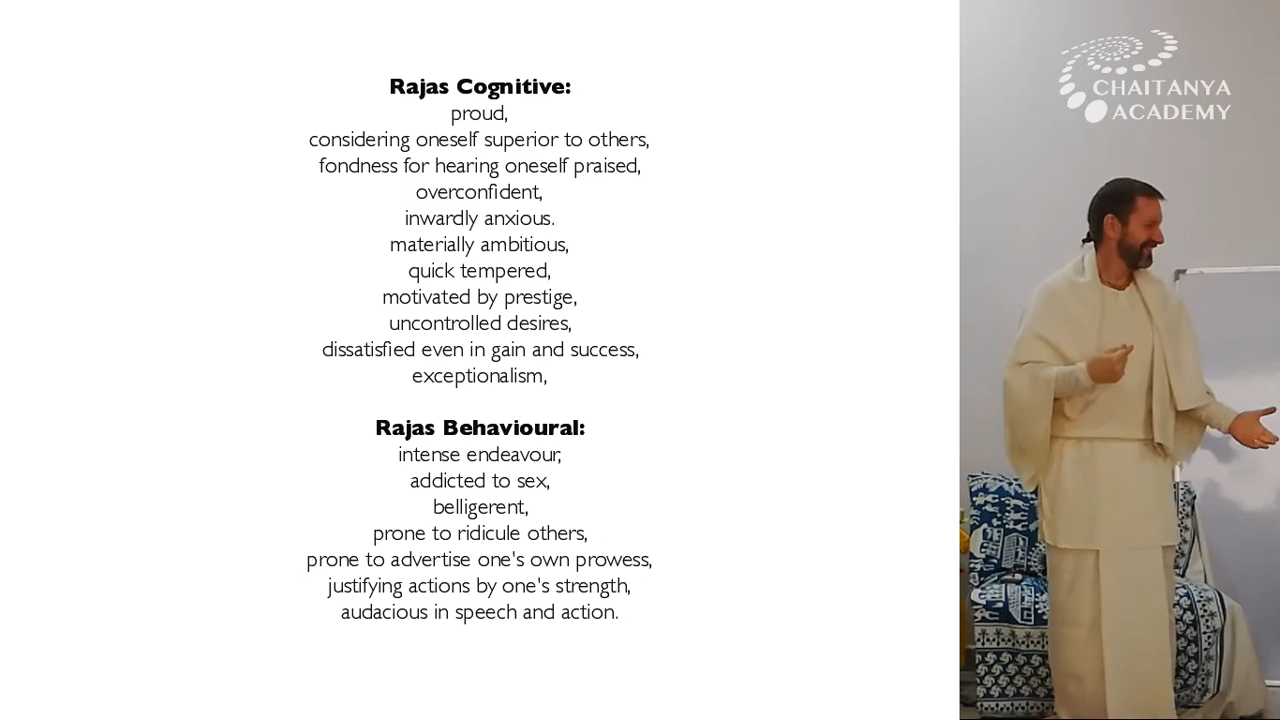 Rajas Cognitive:
proud,
considering oneself superior to others,
fondness for hearing oneself praised,
overconfident,
inwardly anxious.
materially ambitious,
quick tempered,
motivated by prestige,
uncontrolled desires,
dissatisfied even in gain and success,
exceptionalism,
Rajas Behavioural:
intense endeavour,
addicted to sex,
belligerent,
prone to ridicule others,
prone to advertise one's own prowess,
justifying actions by one's strength,
audacious in speech and action.
CHAITANYA
ACADEMY